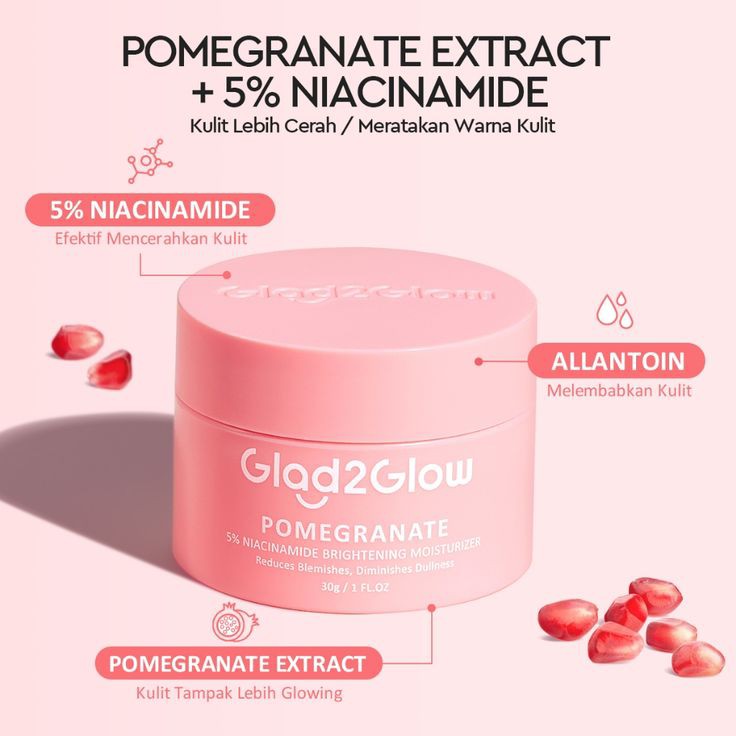 POMEGRANATE EXTRACT
+ 5% NIACINAMIDE
Kulit Lebih Cerah / Meratakan Warna Kulit
5% NIACINAMIDE
Efektif Mencerahkan Kulit
Glad2Glow
ALLANTOIN
Melembabkan Kulit
Glad2Glow
POMEGRANATE
5% NIACINAMIDE BRIGHTENING MOISTURIZER
Reduces Blemishes, Diminishes Dullness
30g / 1 FL.OZ
POMEGRANATE EXTRACT
Kulit Tampak Lebih Glowing